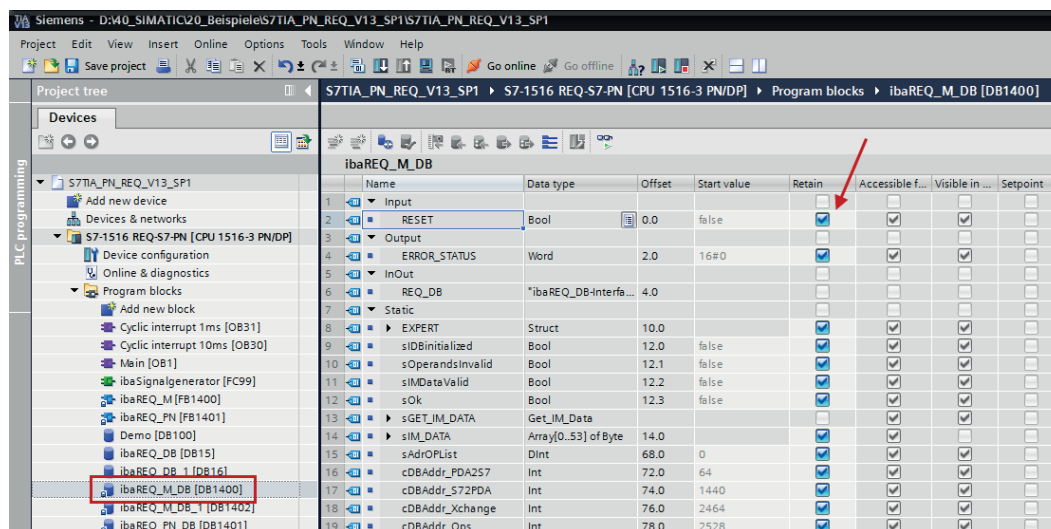 Siemens - D:\40_SIMATIC\20_Beispiele\S7TIA_PN_REQ_V13_SP1\S7TIA_PN_REQ_V13_SP1
Project Edit View Insert Online Options Tools Window Help
Save project Go online Go offline
Project tree
S7TIA_PN_REQ_V13_SP1 S7-1516 REQ-S7-PN [CPU 1516-3 PN/DP] Program blocks ibaREQ_M_DB [DB1400]
Devices
PLC programming
S7TIA_PN_REQ_V13_SP1
Add new device
Devices & networks
S7-1516 REQ-S7-PN [CPU 1516-3 PN/DP]
Device configuration
Online & diagnostics
Program blocks
Add new block
Cyclic interrupt 1ms [OB31]
Cyclic interrupt 10ms [OB30]
Main [OB1]
ibaSignalgenerator [FC99]
ibaREQ_M [FB1400]
ibaREQ_PN [FB1401]
Demo [DB100]
ibaREQ_DB [DB15]
ibaREQ_DB_1 [DB16]
ibaREQ_M_DB [DB1400]
ibaREQ_M_DB_1 [DB1402]
ibaREQ_PN_DB [DB1401]
ibaREQ_M_DB
Name Data type Offset Start value Retain Accessible f... Visible in ... Setpoint
1 Input
2 RESET Bool 0.0 false
3 Output
4 ERROR_STATUS Word 2.0 16#0
5 InOut
6 REQ_DB "ibaREQ_DB-Interfa... 4.0
7 Static
8 EXPERT Struct 10.0
9 sIDBinitialized Bool 12.0 false
10 sOperandsInvalid Bool 12.1 false
11 sIMDataValid Bool 12.2 false
12 sOk Bool 12.3 false
13 sGET_IM_DATA Get_IM_Data
14 sIM_DATA Array[0..53] of Byte 14.0
15 sAdrOPList DInt 68.0 0
16 cDBAddr_PDA2S7 Int 72.0 64
17 cDBAddr_S72PDA Int 74.0 1440
18 cDBAddr_Xchange Int 76.0 2464
19 cDBAddr_Ops Int 78.0 2528